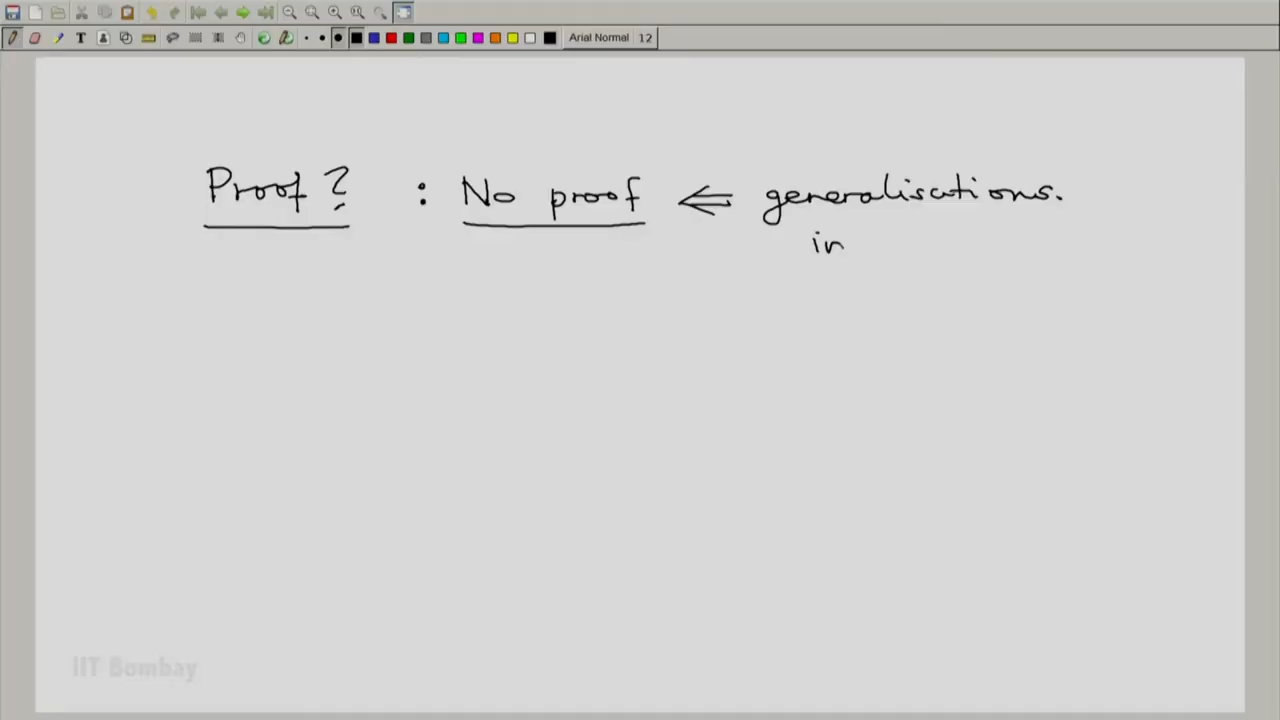 Arial Normal 12
Proof ? : No proof ⇐ generalisations.
in
IIT Bombay